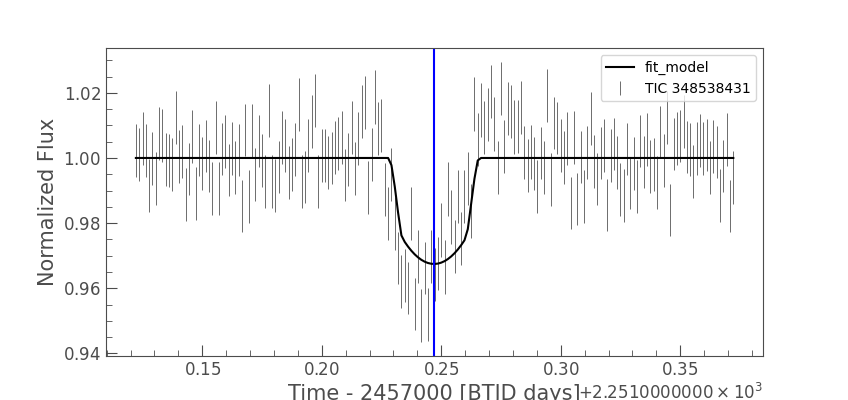 fit_model
TIC 348538431
1.02
1.00
0.98
0.96
0.94
Normalized Flux
0.15 0.20 0.25 0.30 0.35
Time - 2457000 [BTJD days] +2.2510000000 × 10³